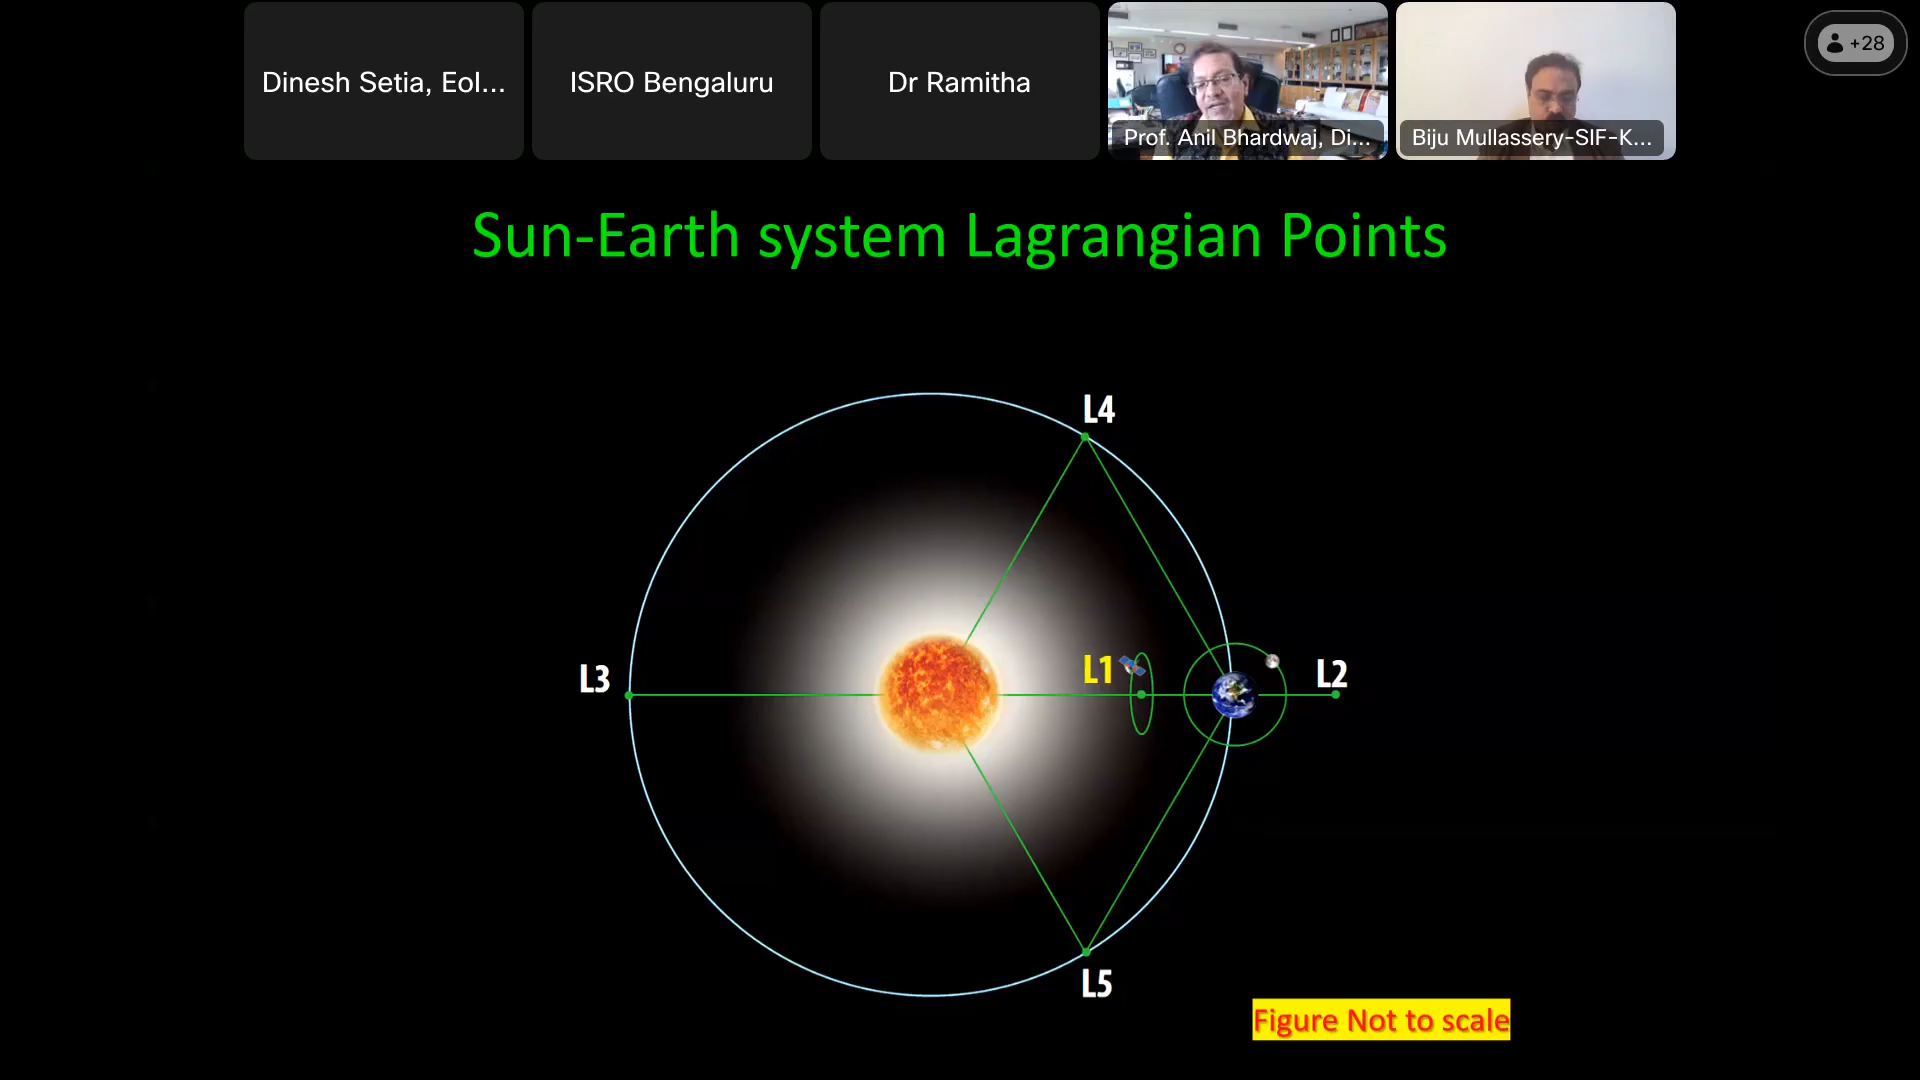 Dinesh Setia, Eol...
ISRO Bengaluru
Dr Ramitha
Prof. Anil Bhardwaj, Di...
Biju Mullassery-SIF-K...
+28
Sun-Earth system Lagrangian Points
L4
L3
L1
L2
L5
Figure Not to scale